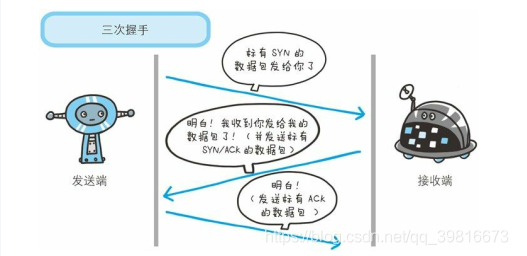 三次握手
标有 SYN 的
数据包发给你了
明白！我收到你发给我的
数据包了！（并发送标有
SYN/ACK 的数据包）
发送端
接收端
明白！
（发送标有 ACK
的数据包）
https://blog.csdn.net/qq_39816673